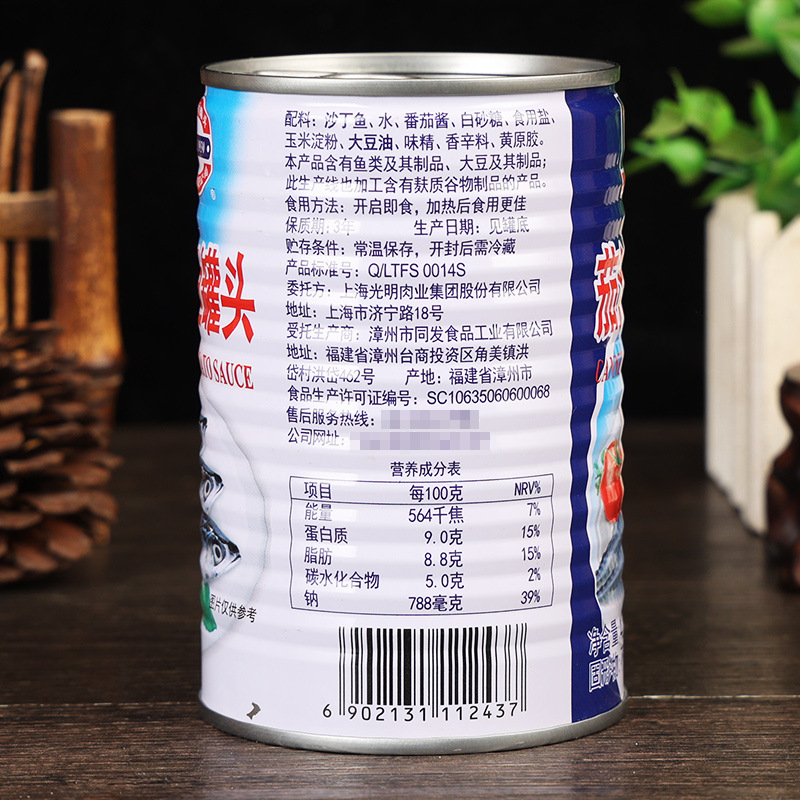 配料：沙丁鱼、水、番茄酱、白砂糖、食用盐、
玉米淀粉、大豆油、味精、香辛料、黄原胶。
本产品含有鱼类及其制品、大豆及其制品；
此生产线也加工含有麸质谷物制品的产品。
食用方法：开启即食，加热后食用更佳
保质期：3年 生产日期：见罐底
贮存条件：常温保存，开封后需冷藏
产品标准号：Q/LTFS 0014S
委托方：上海光明肉业集团股份有限公司
地址：上海市济宁路18号
受托生产商：漳州市同发食品工业有限公司
地址：福建省漳州台商投资区角美镇洪
岱村洪岱462号 产地：福建省漳州市
食品生产许可证编号：SC10635060600068
售后服务热线：
公司网址：
营养成分表
项目 每100克 NRV%
能量 564千焦 7%
蛋白质 9.0克 15%
脂肪 8.8克 15%
碳水化合物 5.0克 2%
钠 788毫克 39%
6 902131 112437
罐头
SAUCE
图片仅供参考
茄
净含量